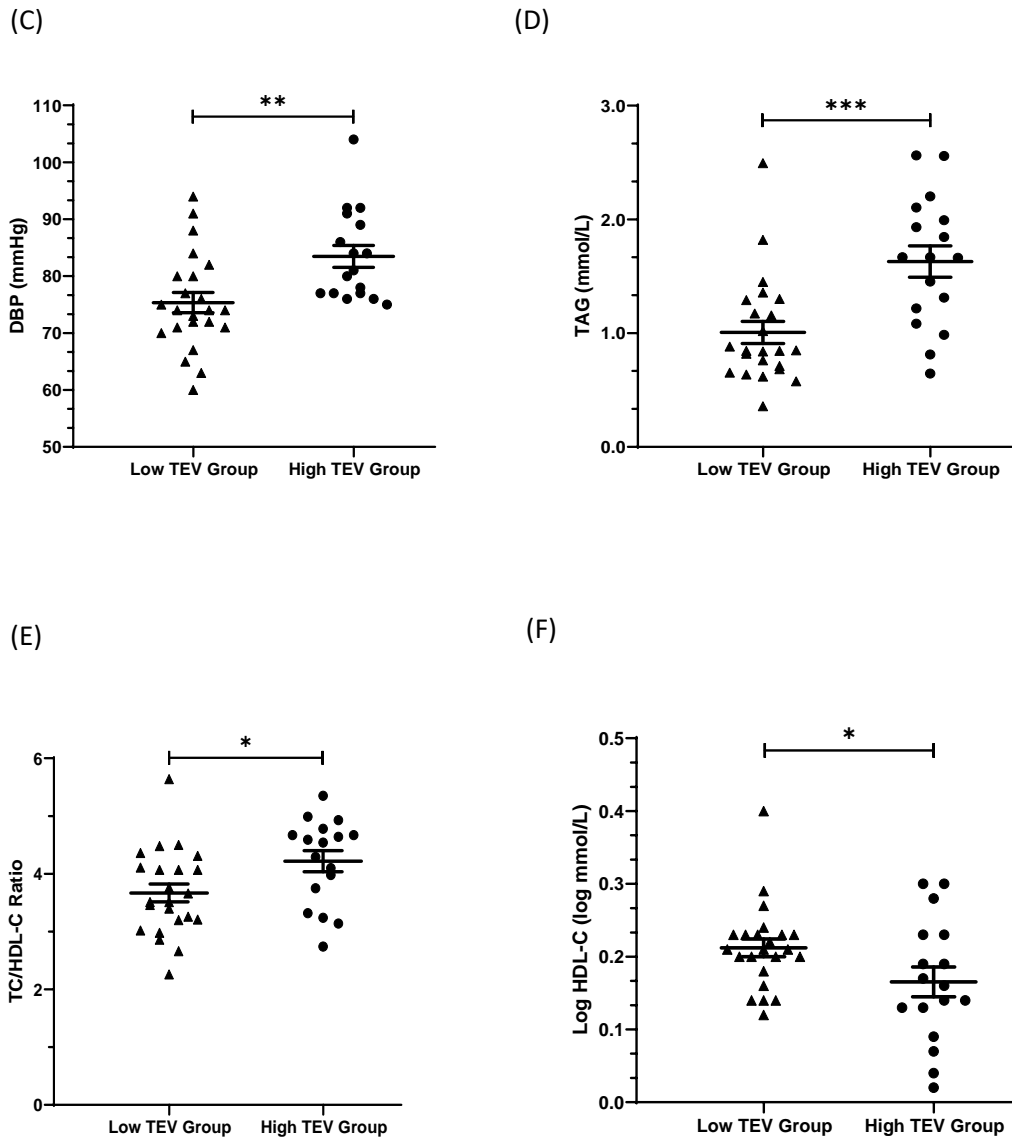 (C)
**
110
100
90
80
70
60
50
DBP (mmHg)
Low TEV Group High TEV Group
(D)
***
3.0
2.0
1.0
0.0
TAG (mmol/L)
Low TEV Group High TEV Group
(E)
*
6
4
2
0
TC/HDL-C Ratio
Low TEV Group High TEV Group
(F)
*
0.5
0.4
0.3
0.2
0.1
0.0
Log HDL-C (log mmol/L)
Low TEV Group High TEV Group